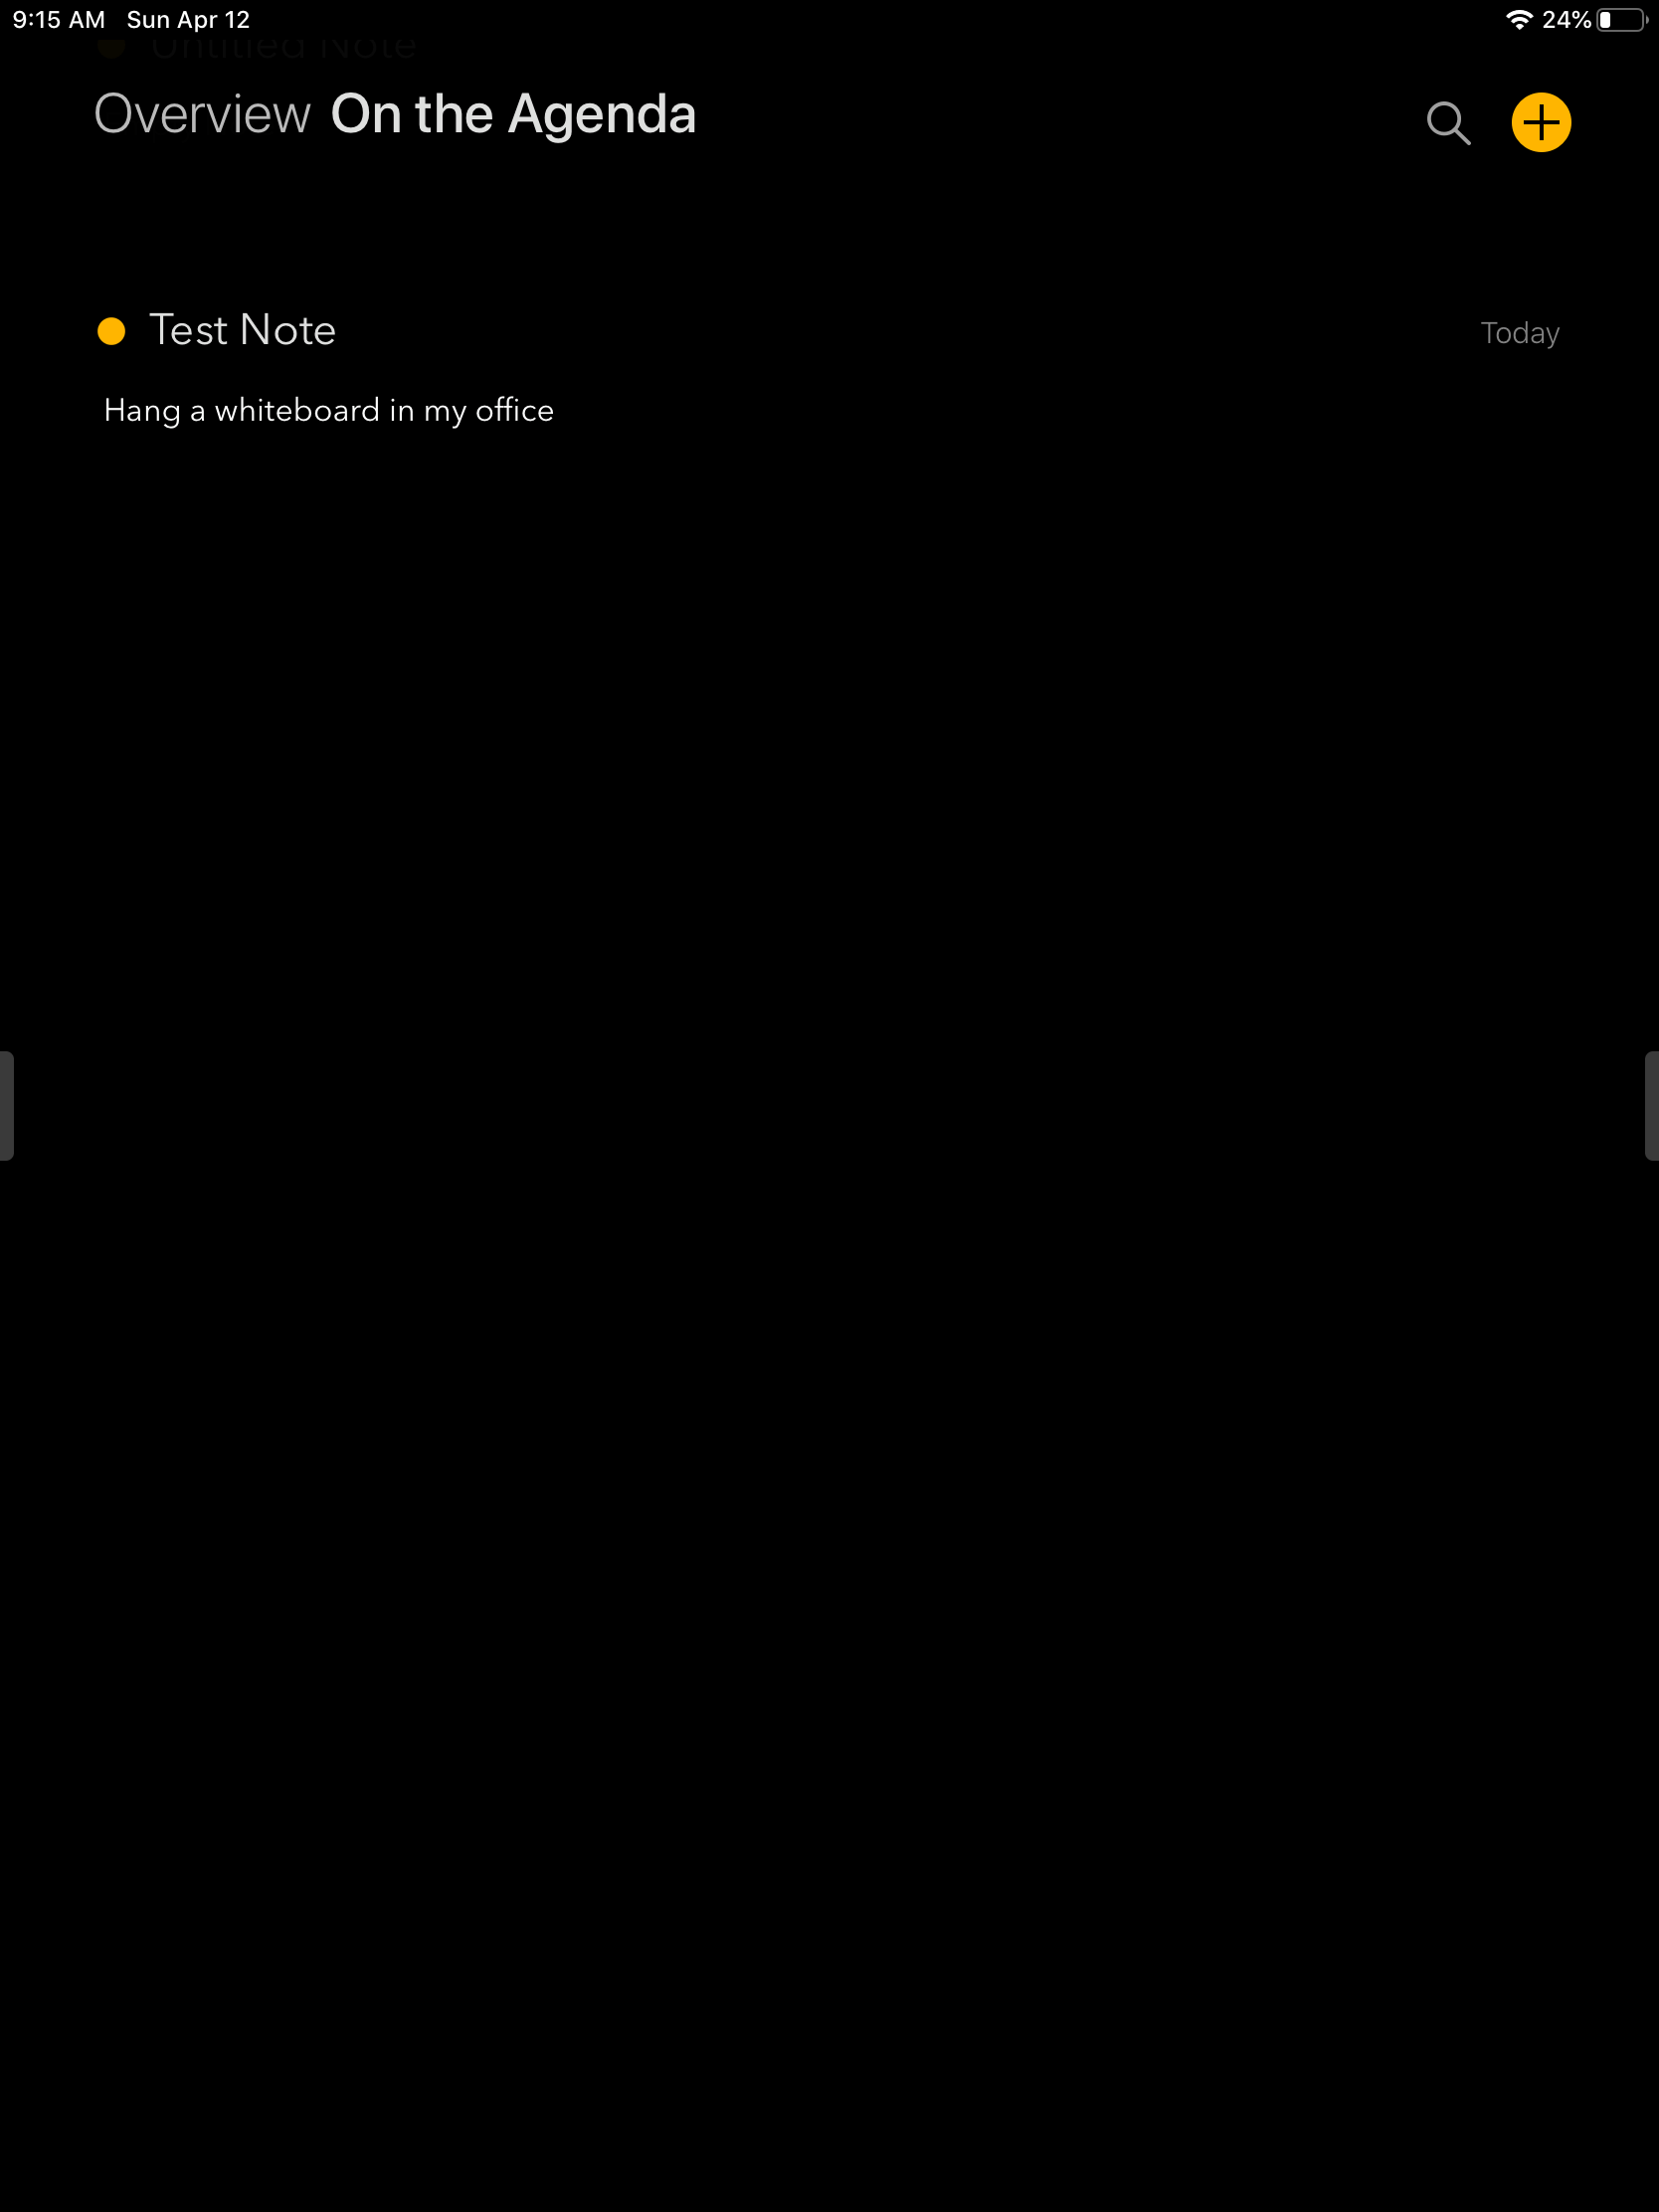 9:15 AM Sun Apr 12 24%
Untitled Note
Overview On the Agenda
Test Note Today
Hang a whiteboard in my office